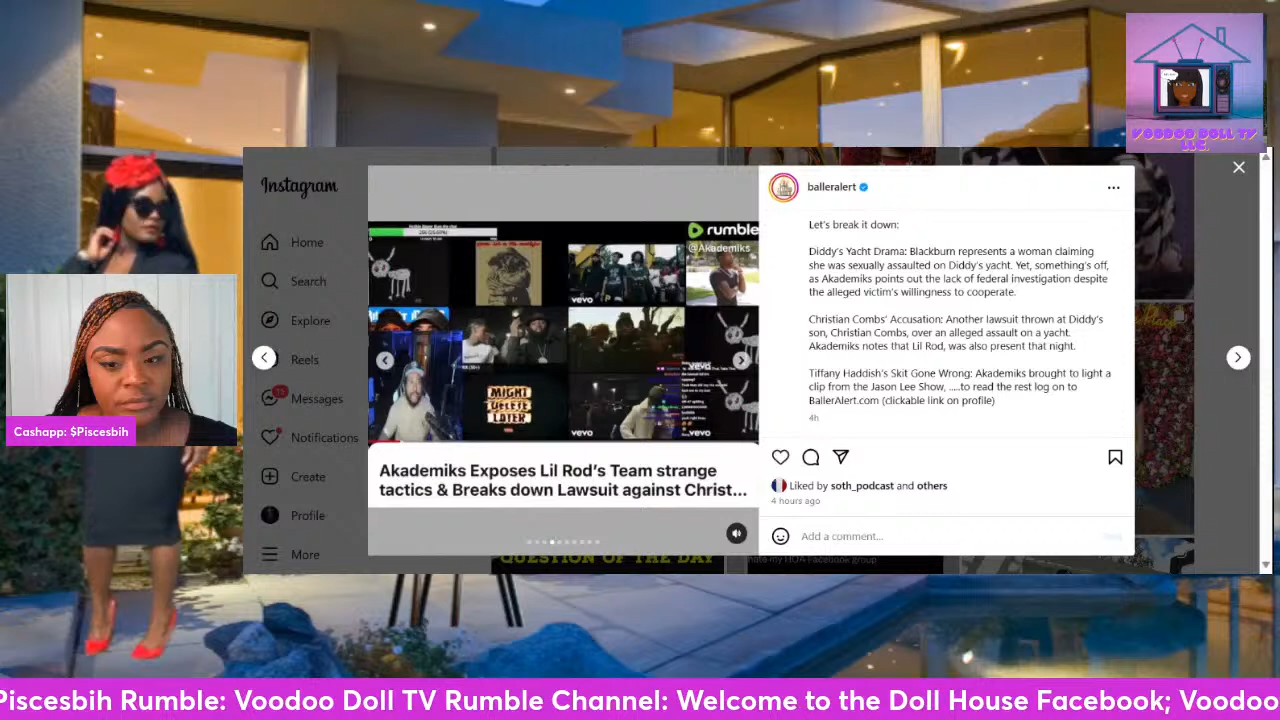 VOODOO DOLL TV
LLC.
Instagram
Home
Search
Explore
Reels
15
Messages
Notifications
Create
Profile
More
Cashapp: $Piscesbih
rumble
@Akademiks
vevo
vevo
vevo
vevo
MIGHT
DELETE
LATER
Akademiks Exposes Lil Rod's Team strange
tactics & Breaks down Lawsuit against Christ...
balleralert
Let's break it down:
Diddy's Yacht Drama: Blackburn represents a woman claiming
she was sexually assaulted on Diddy's yacht. Yet, something's off,
as Akademiks points out the lack of federal investigation despite
the alleged victim's willingness to cooperate.
Christian Combs' Accusation: Another lawsuit thrown at Diddy's
son, Christian Combs, over an alleged assault on a yacht.
Akademiks notes that Lil Rod, was also present that night.
Tiffany Haddish's Skit Gone Wrong: Akademiks brought to light a
clip from the Jason Lee Show, .....to read the rest log on to
BallerAlert.com (clickable link on profile)
4h
Liked by soth_podcast and others
4 hours ago
Add a comment...
QUESTION OF THE DAY
Piscesbih Rumble: Voodoo Doll TV Rumble Channel: Welcome to the Doll House Facebook; Voodoo